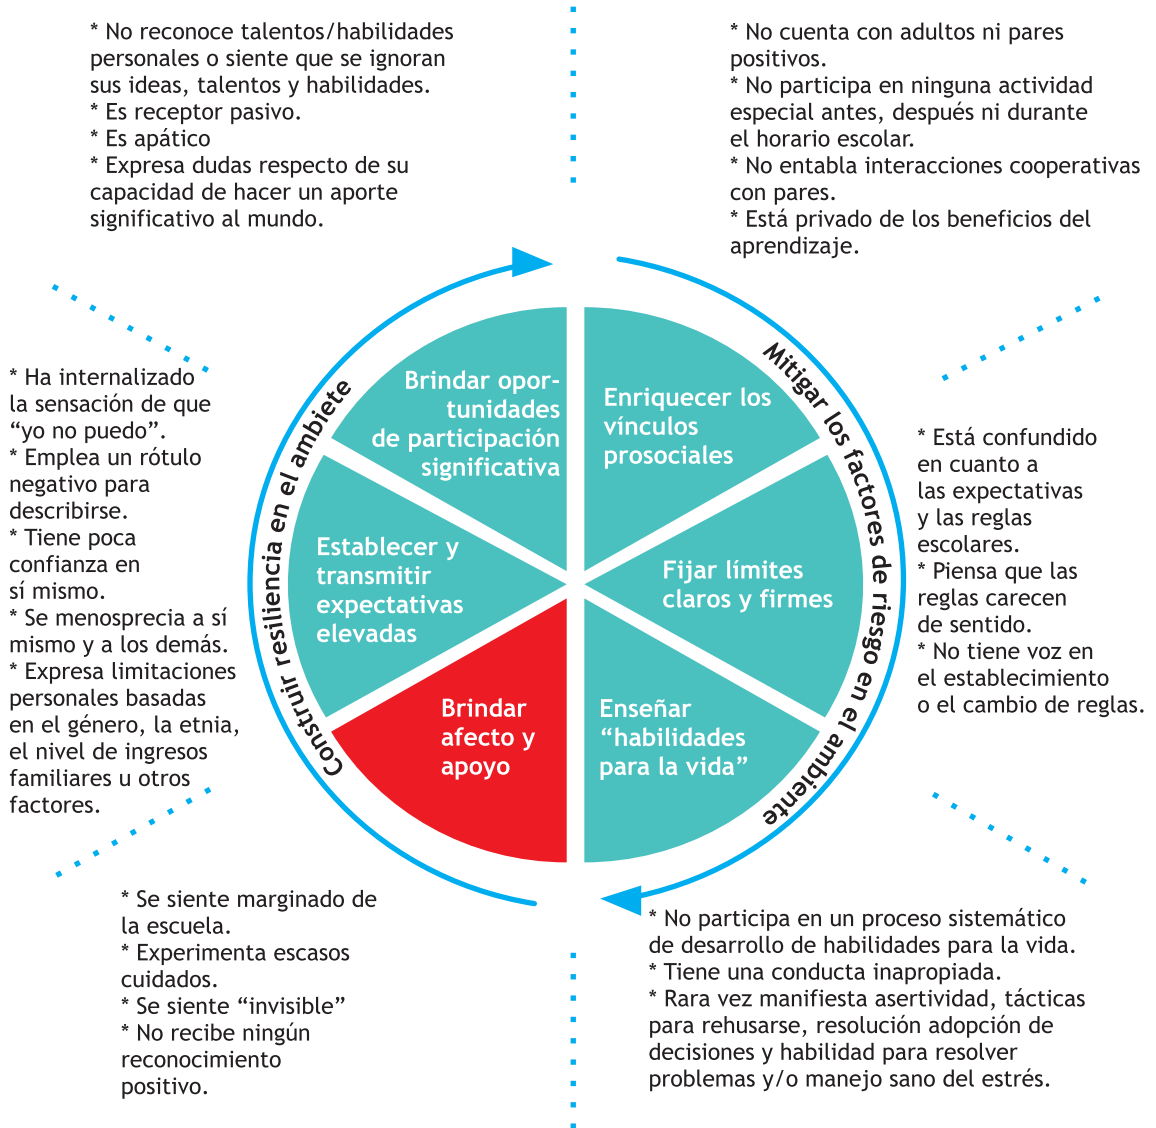 * No reconoce talentos/habilidades
personales o siente que se ignoran
sus ideas, talentos y habilidades.
* Es receptor pasivo.
* Es apático
* Expresa dudas respecto de su
capacidad de hacer un aporte
significativo al mundo.
* No cuenta con adultos ni pares
positivos.
* No participa en ninguna actividad
especial antes, después ni durante
el horario escolar.
* No entabla interacciones cooperativas
con pares.
* Está privado de los beneficios del
aprendizaje.
Construir resiliencia en el ambiete
Mitigar los factores de riesgo en el ambiente
Brindar opor-
tunidades
de participación
significativa
Enriquecer los
vínculos
prosociales
* Ha internalizado
la sensación de que
“yo no puedo”.
* Emplea un rótulo
negativo para
describirse.
* Tiene poca
confianza en
sí mismo.
* Se menosprecia a sí
mismo y a los demás.
* Expresa limitaciones
personales basadas
en el género, la etnia,
el nivel de ingresos
familiares u otros
factores.
Establecer y
transmitir
expectativas
elevadas
Fijar límites
claros y firmes
* Está confundido
en cuanto a
las expectativas
y las reglas
escolares.
* Piensa que las
reglas carecen
de sentido.
* No tiene voz en
el establecimiento
o el cambio de reglas.
Brindar
afecto y
apoyo
Enseñar
“habilidades
para la vida”
* Se siente marginado de
la escuela.
* Experimenta escasos
cuidados.
* Se siente “invisible”
* No recibe ningún
reconocimiento
positivo.
* No participa en un proceso sistemático
de desarrollo de habilidades para la vida.
* Tiene una conducta inapropiada.
* Rara vez manifiesta asertividad, tácticas
para rehusarse, resolución adopción de
decisiones y habilidad para resolver
problemas y/o manejo sano del estrés.